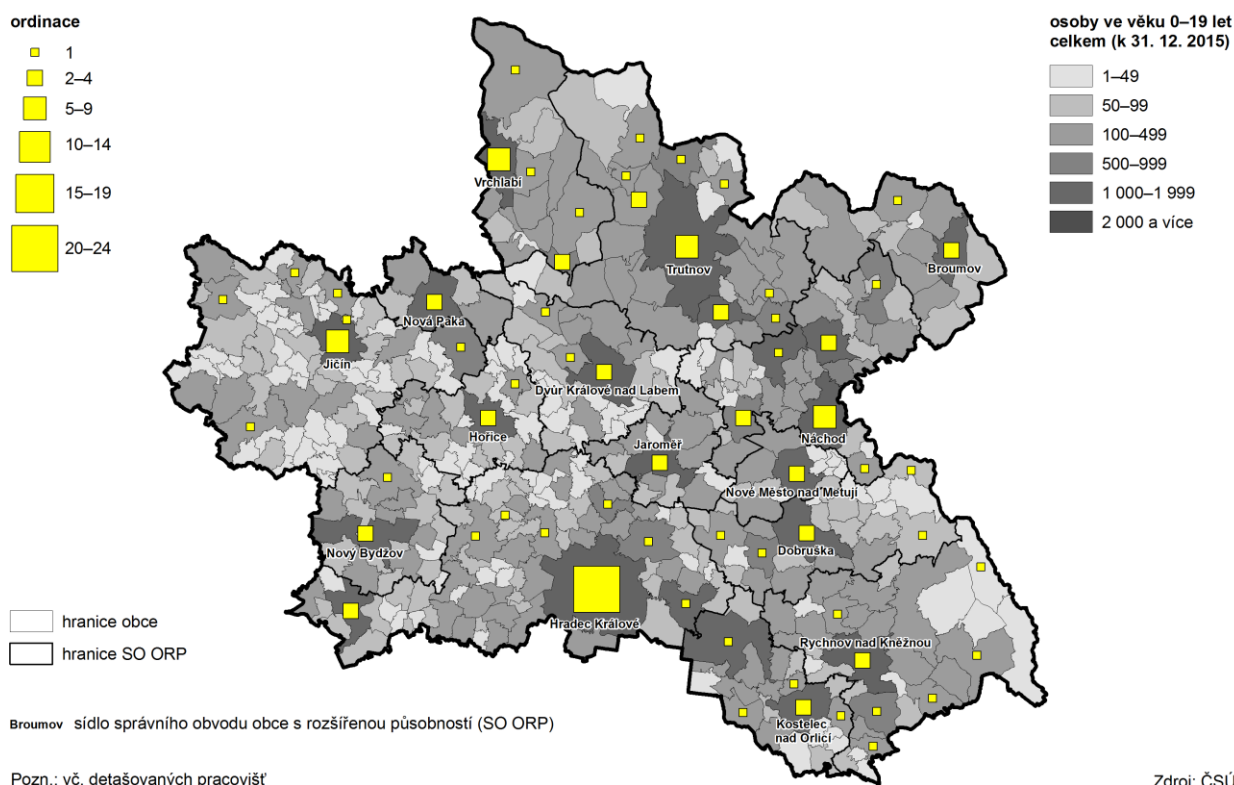 ordinace
1
2–4
5–9
10–14
15–19
20–24
osoby ve věku 0–19 let
celkem (k 31. 12. 2015)
1–49
50–99
100–499
500–999
1 000–1 999
2 000 a více
Vrchlabí
Trutnov
Broumov
Nová Paka
Jičín
Dvůr Králové nad Labem
Hořice
Náchod
Jaroměř
Nové Město nad Metují
Nový Bydžov
Dobruška
Hradec Králové
Rychnov nad Kněžnou
Kostelec
nad Orlicí
hranice obce
hranice SO ORP
Broumov sídlo správního obvodu obce s rozšířenou působností (SO ORP)
Pozn.: vč. detašovaných pracovišť
Zdroj: ČSÚ